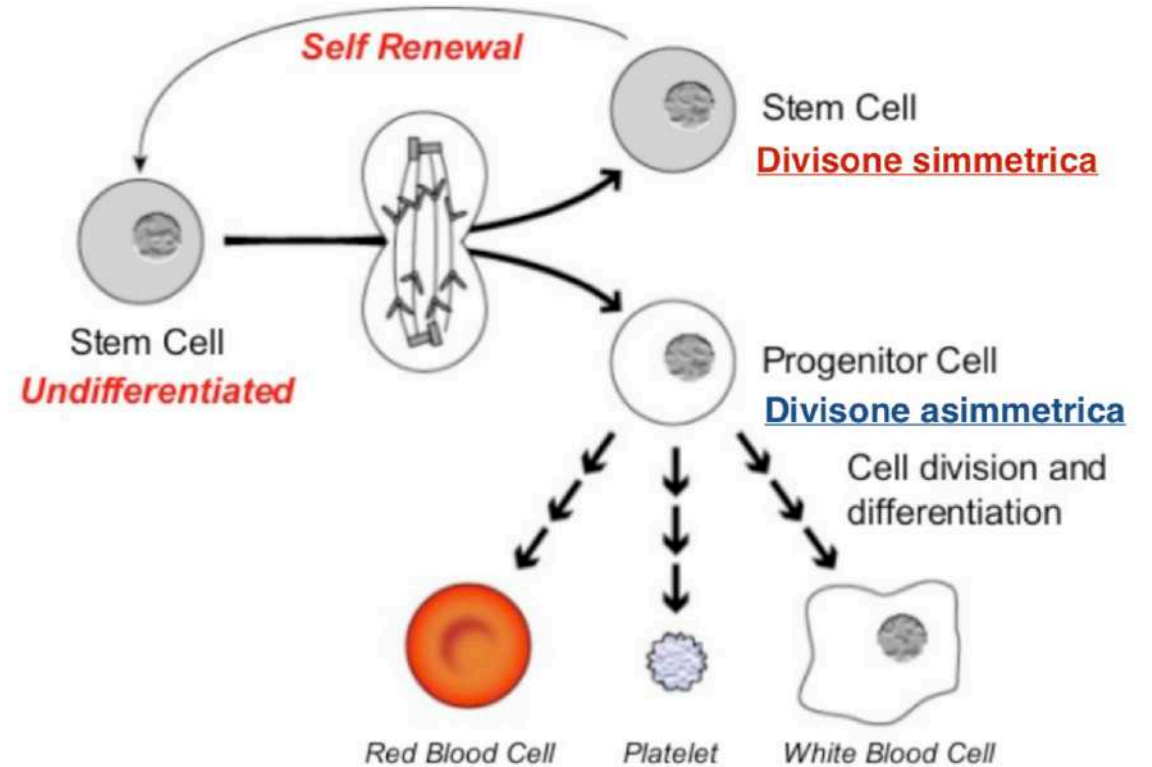 Self Renewal
Stem Cell
Divisone simmetrica
Stem Cell
Undifferentiated
Progenitor Cell
Divisone asimmetrica
Cell division and
differentiation
Red Blood Cell
Platelet
White Blood Cell